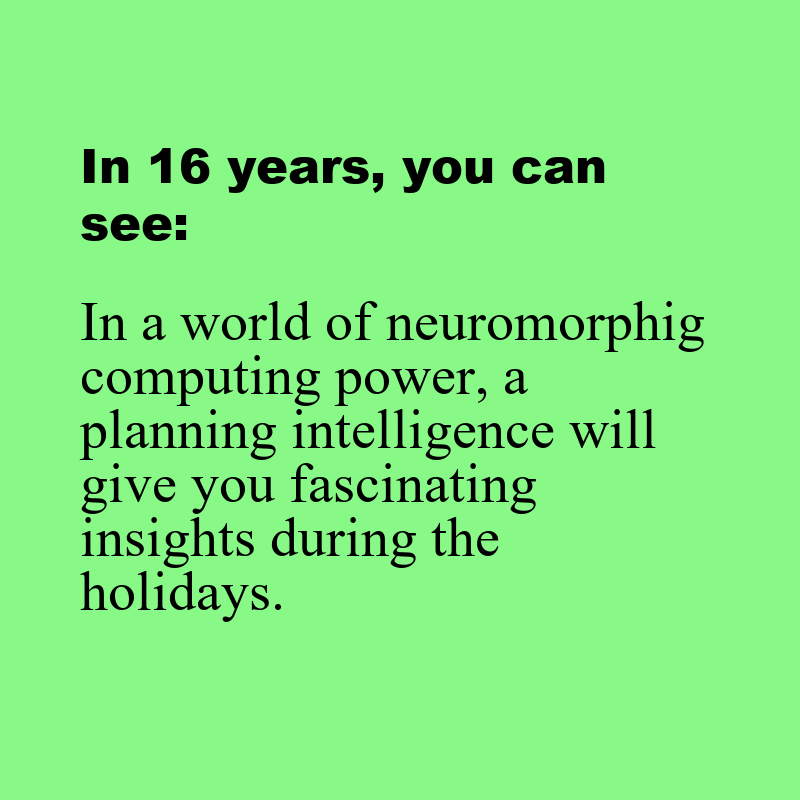 In 16 years, you can
see:
In a world of neuromorphig
computing power, a
planning intelligence will
give you fascinating
insights during the
holidays.